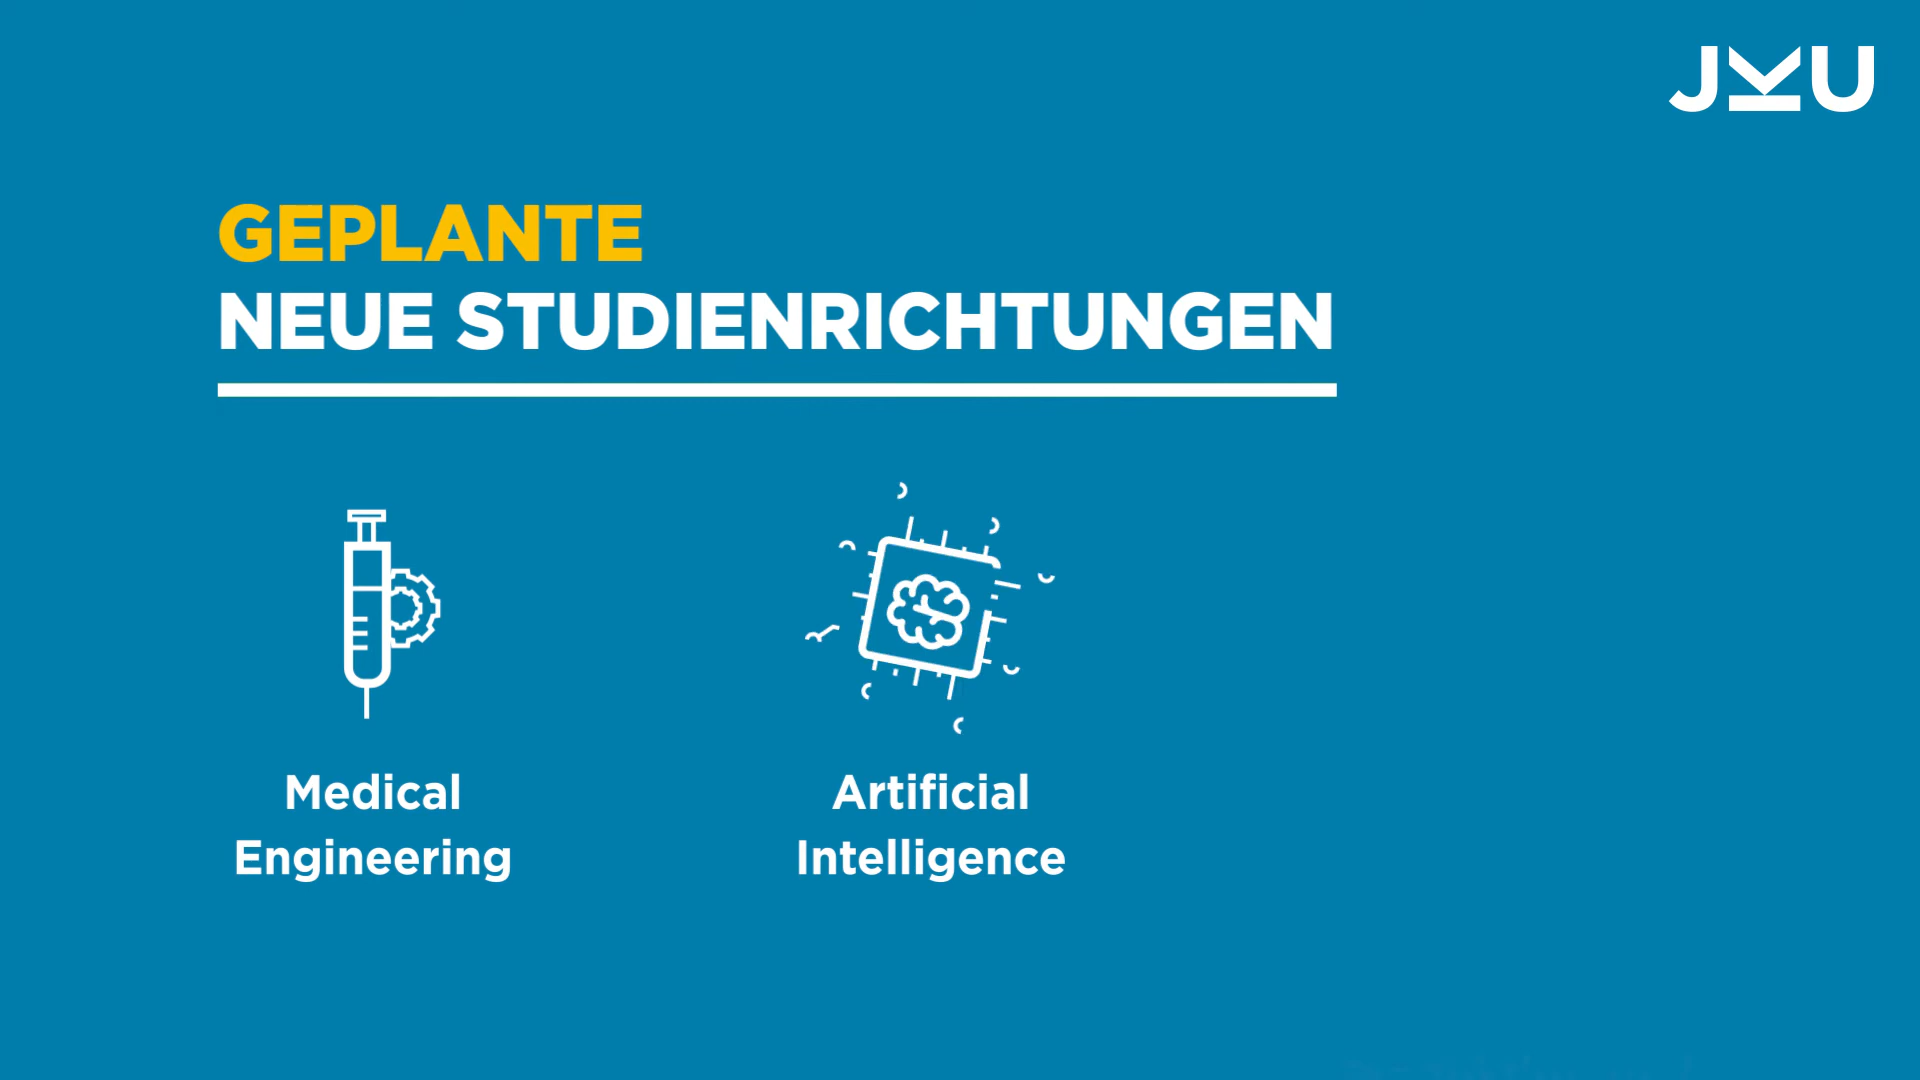 JKU
GEPLANTE
NEUE STUDIENRICHTUNGEN
Medical
Engineering
Artificial
Intelligence